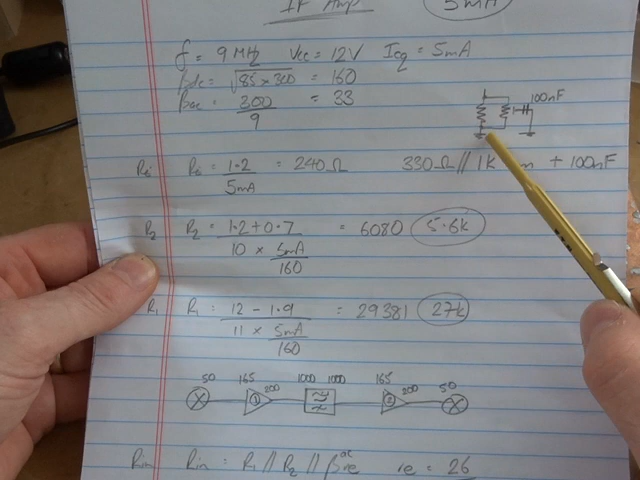 IF Amp 5mA
f = 9 MHz Vcc = 12V Icq = 5mA
βdc = √85 × 300 = 160
βac = 300/9 = 33
100nF
Re Re = 1.2/5mA = 240Ω 330Ω // 1k + 100nF
R2 R2 = 1.2 + 0.7 / 10 × 5mA/160 = 6080 5.6k
R1 R1 = 12 - 1.9 / 11 × 5mA/160 = 29381 27k
50 165 200 1000 1000 165 200 50
Rin Rin = R1 // R2 // βac re re = 26